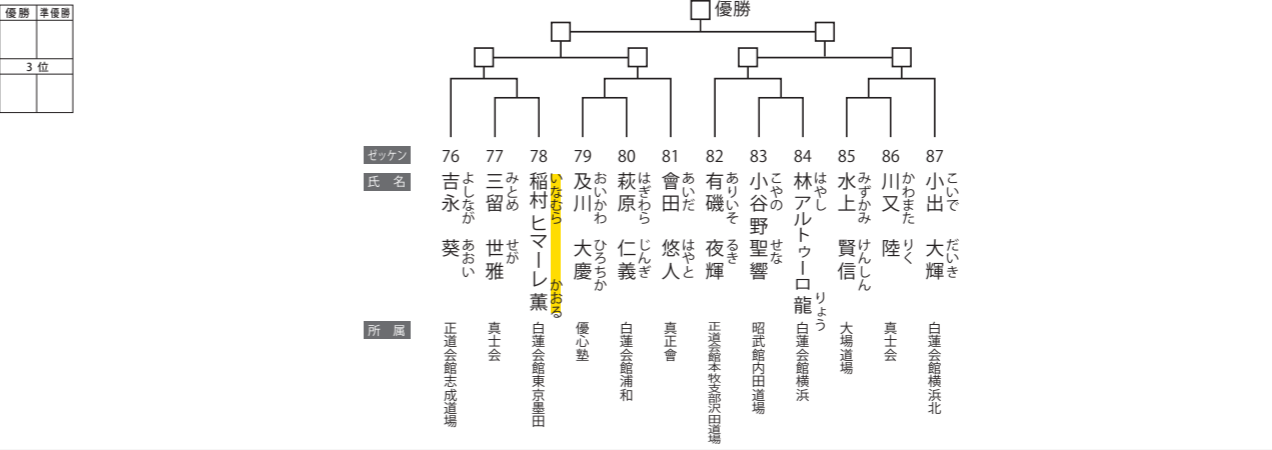 優勝 準優勝
3 位
優勝
ゼッケン 76 77 78 79 80 81 82 83 84 85 86 87
氏 名
吉永 葵 よしなが あおい
三留 世雅 みとめ せが
稲村 ヒマーレ 薫 いなむら かおる
及川 大慶 おいかわ ひろちか
萩原 仁義 はぎわら じんぎ
會田 悠人 あいだ はやと
有磯 夜輝 ありいそ るき
小谷野 聖響 こやの せな
林アルトゥーロ 龍 はやし りょう
水上 賢信 みずかみ けんしん
川又 陸 かわまた りく
小出 大輝 こいで だいき
所 属
正道会館志成道場
真士会
白蓮会館東京墨田
優心塾
白蓮会館浦和
真正會
正道会館本牧支部沢田道場
昭武館内田道場
白蓮会館横浜
大場道場
真士会
白蓮会館横浜北